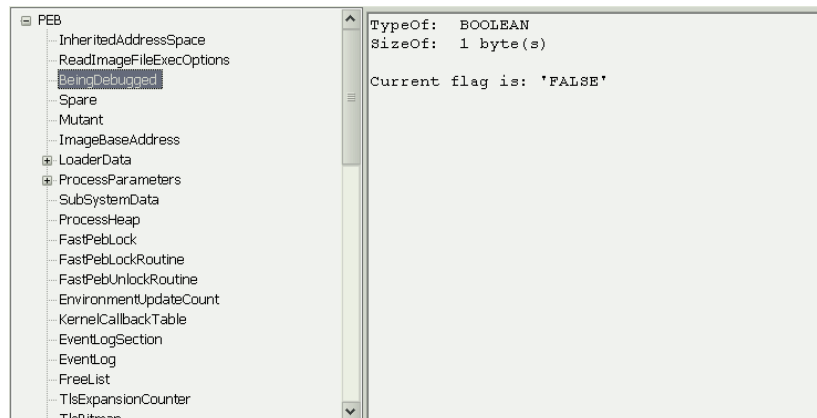 PEB
InheritedAddressSpace
ReadImageFileExecOptions
BeingDebugged
Spare
Mutant
ImageBaseAddress
LoaderData
ProcessParameters
SubSystemData
ProcessHeap
FastPebLock
FastPebLockRoutine
FastPebUnlockRoutine
EnvironmentUpdateCount
KernelCallbackTable
EventLogSection
EventLog
FreeList
TlsExpansionCounter
TlsBitmap
TypeOf: BOOLEAN
SizeOf: 1 byte(s)
Current flag is: 'FALSE'